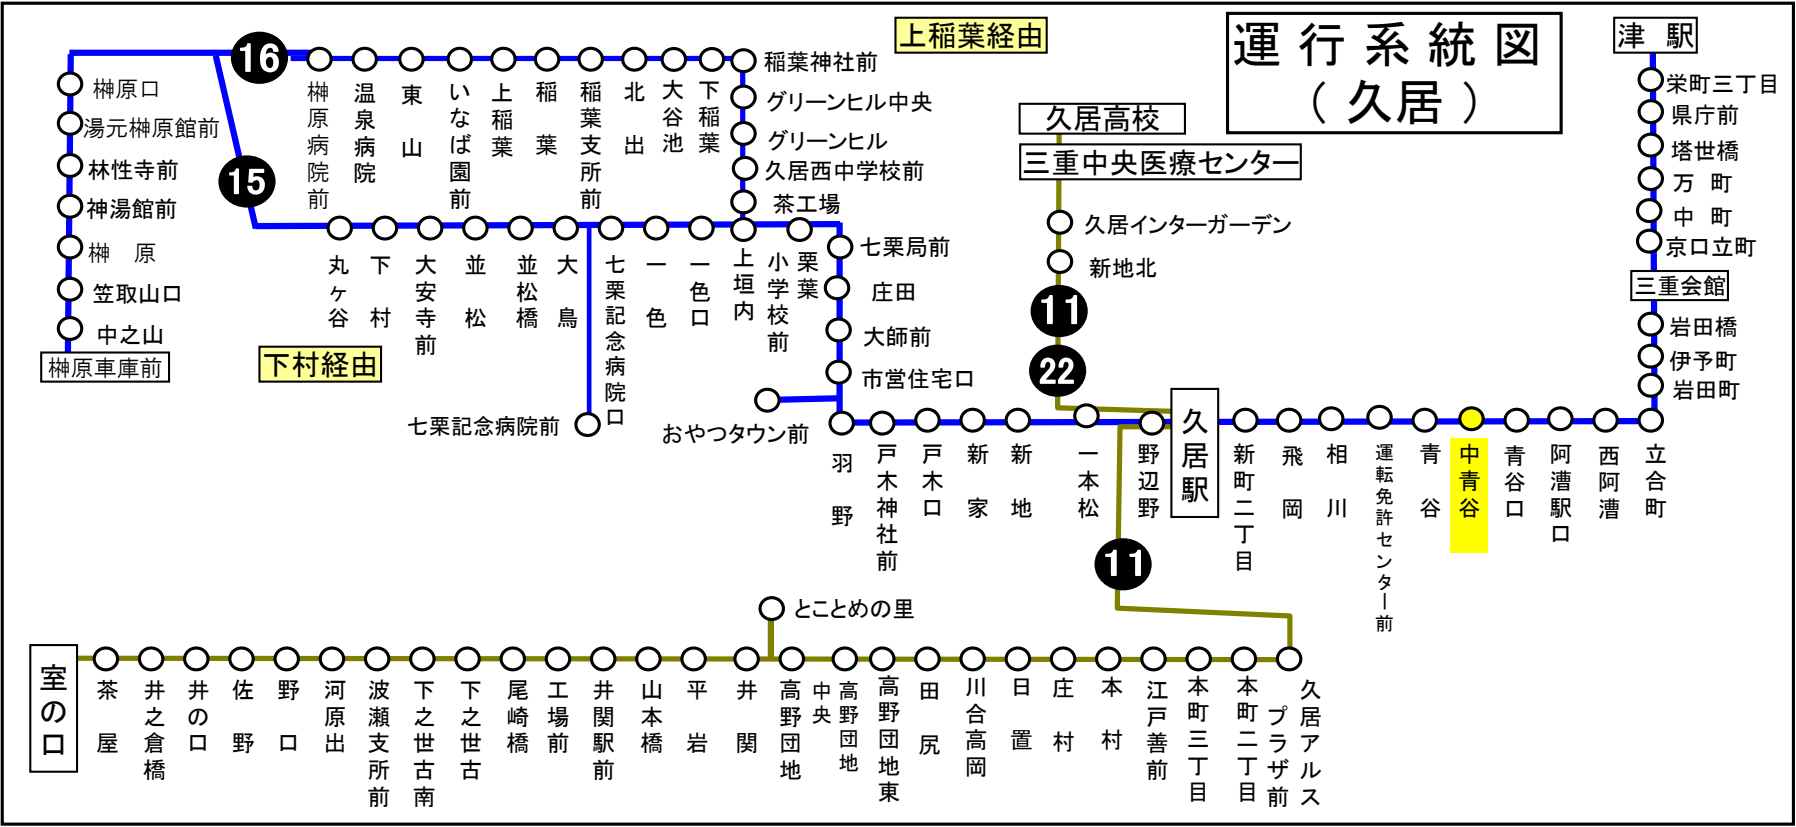 運行系統図
（久居）
上稲葉経由
下村経由
津駅
栄町三丁目
県庁前
塔世橋
万町
中町
京口立町
三重会館
岩田橋
伊予町
岩田町
立合町
西阿漕
阿漕駅口
青谷口
中青谷
青谷
運転免許センター前
相川
飛岡
新町二丁目
久居駅
野辺野
一本松
新地
新家
戸木口
戸木神社前
羽野
おやつタウン前
市営住宅口
大師前
庄田
七栗局前
栗葉
小学校前
上垣内
茶工場
久居西中学校前
グリーンヒル
グリーンヒル中央
稲葉神社前
下稲葉
大谷池
北出
稲葉支所前
稲葉
上稲葉
いなば園前
東山
温泉病院
榊原病院前
16
15
一色口
一色
七栗記念病院口
七栗記念病院前
大鳥
並松橋
並松
大安寺前
下村
丸ヶ谷
榊原口
湯元榊原館前
林性寺前
神湯館前
榊原
笠取山口
中之山
榊原車庫前
久居高校
三重中央医療センター
久居インターガーデン
新地北
11
22
11
久居アルス
プラザ前
本町二丁目
本町三丁目
江戸善前
本村
庄村
日置
川合高岡
田尻
高野団地東
高野団地
中央
高野団地
とことめの里
井関
平岩
山本橋
井関駅前
工場前
尾崎橋
下之世古
下之世古南
波瀬支所前
河原出
野口
佐野
井の口
井之倉橋
茶屋
室の口